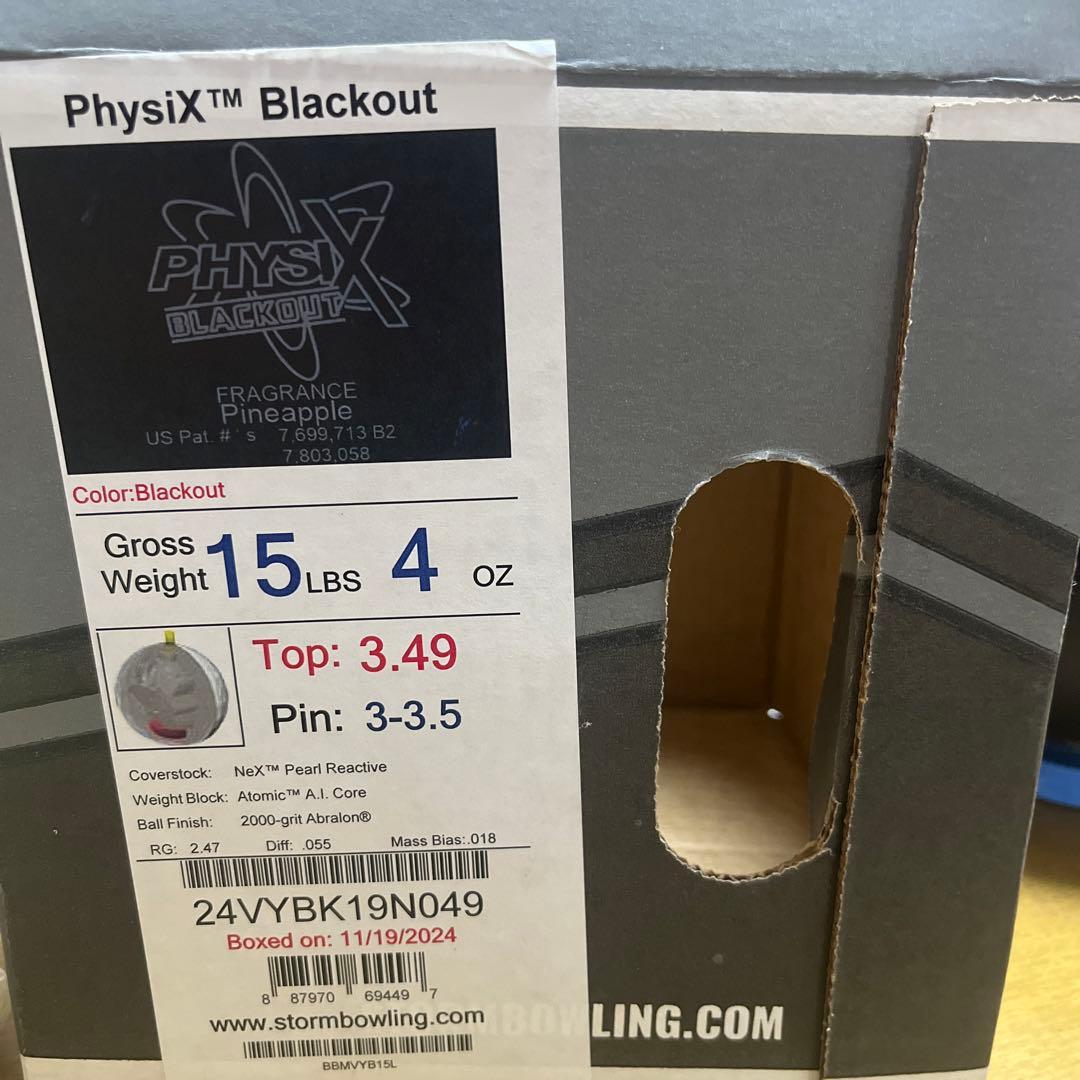 PhysiX™ Blackout
PHYSIX
BLACKOUT
FRAGRANCE
Pineapple
US Pat. #'s 7,699,713 B2
7,803,058
Color:Blackout
Gross Weight 15 LBS 4 OZ
Top: 3.49
Pin: 3-3.5
Coverstock: NeX™ Pearl Reactive
Weight Block: Atomic™ A.I. Core
Ball Finish: 2000-grit Abralon®
RG: 2.47 Diff: .055 Mass Bias:.018
24VYBK19N049
Boxed on: 11/19/2024
8 87970 69449 7
www.stormbowling.com
BBMVYB15L
ORMBOWLING.COM